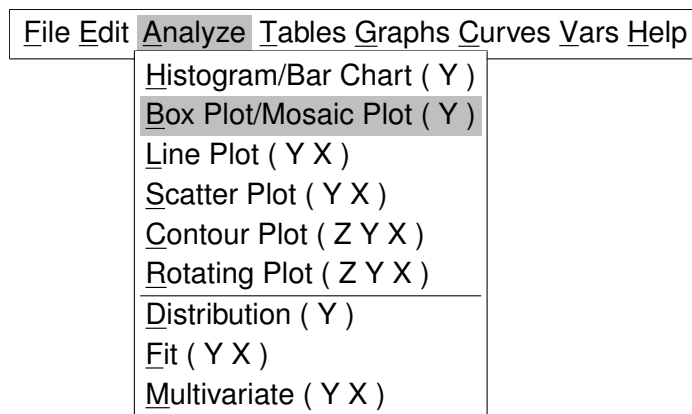 File Edit Analyze Tables Graphs Curves Vars Help
Histogram/Bar Chart ( Y )
Box Plot/Mosaic Plot ( Y )
Line Plot ( Y X )
Scatter Plot ( Y X )
Contour Plot ( Z Y X )
Rotating Plot ( Z Y X )
Distribution ( Y )
Fit ( Y X )
Multivariate ( Y X )